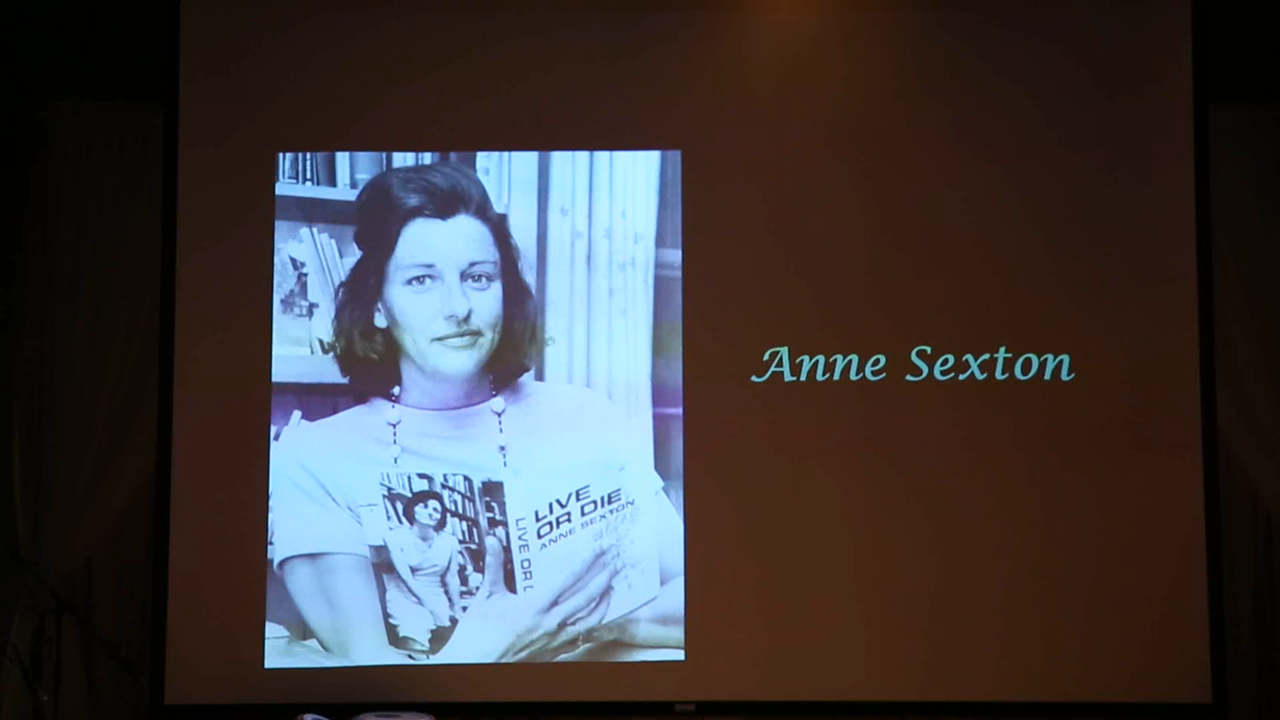 Anne Sexton
LIVE
OR DIE
ANNE SEXTON
LIVE OR D